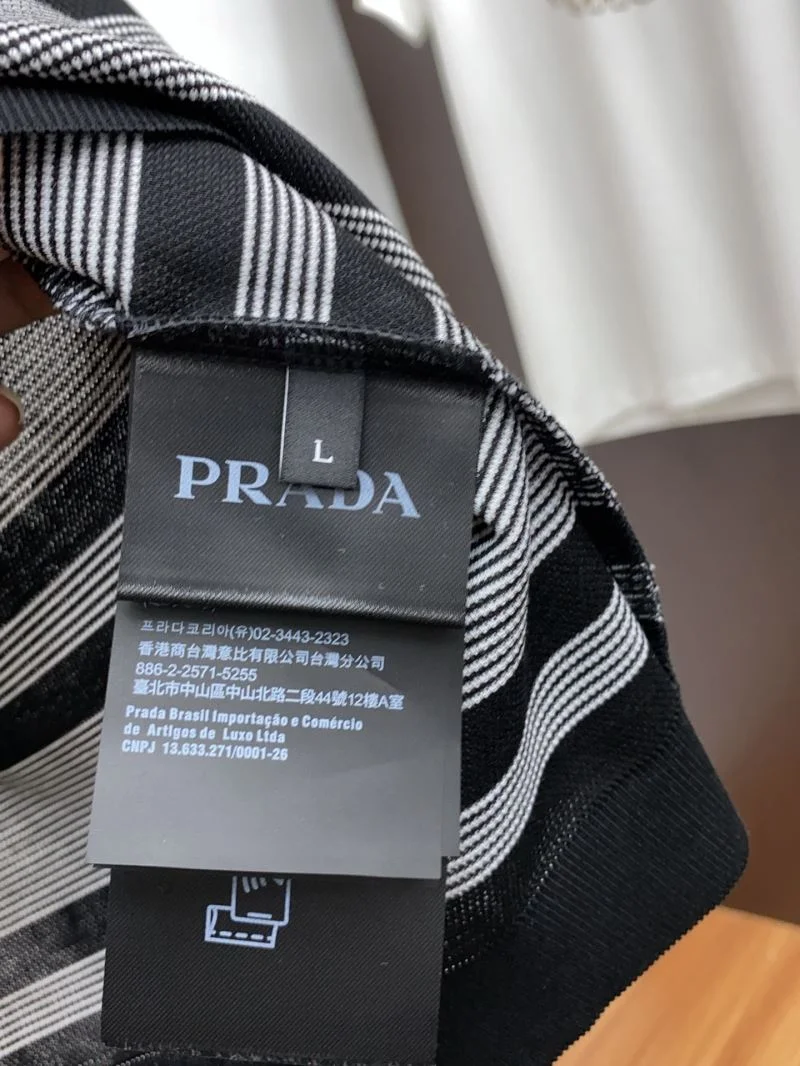 L
PRADA
프라다코리아(유)02-3443-2323
香港商台灣意比有限公司台灣分公司
886-2-2571-5255
臺北市中山區中山北路二段44號12樓A室
Prada Brasil Importação e Comércio
de Artigos de Luxo Ltda
CNPJ 13.633.271/0001-26